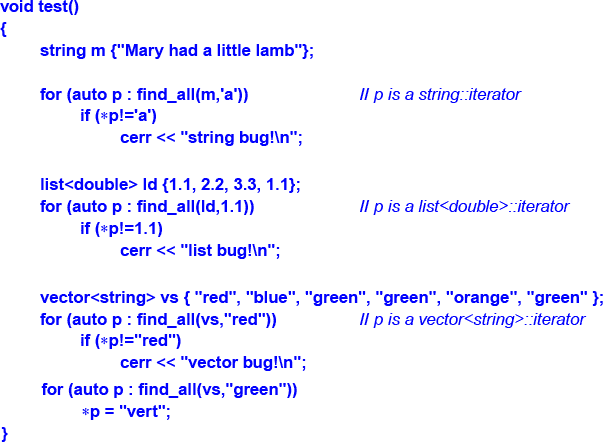 void test()
{
string m {"Mary had a little lamb"};
for (auto p : find_all(m,'a')) // p is a string::iterator
if (*p!='a')
cerr << "string bug!\n";
list<double> ld {1.1, 2.2, 3.3, 1.1};
for (auto p : find_all(ld,1.1)) // p is a list<double>::iterator
if (*p!=1.1)
cerr << "list bug!\n";
vector<string> vs { "red", "blue", "green", "green", "orange", "green" };
for (auto p : find_all(vs,"red")) // p is a vector<string>::iterator
if (*p!="red")
cerr << "vector bug!\n";
for (auto p : find_all(vs,"green"))
*p = "vert";
}